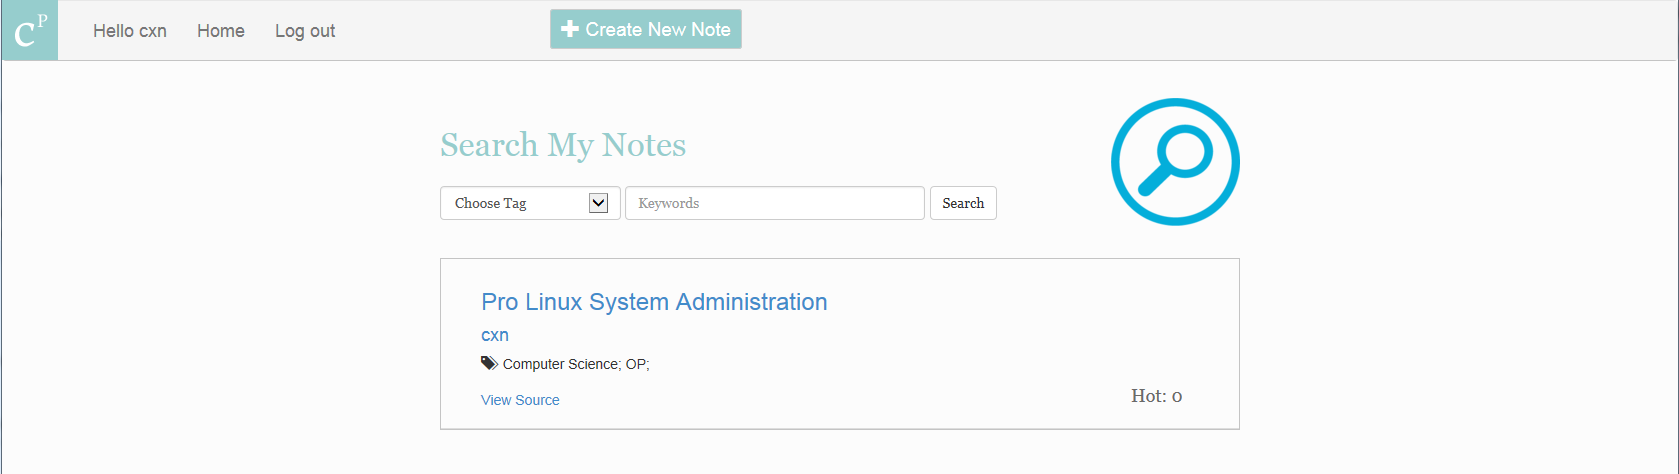 CP
Hello cxn Home Log out Create New Note
Search My Notes
Choose Tag Keywords Search
Pro Linux System Administration
cxn
Computer Science; OP;
View Source Hot: 0